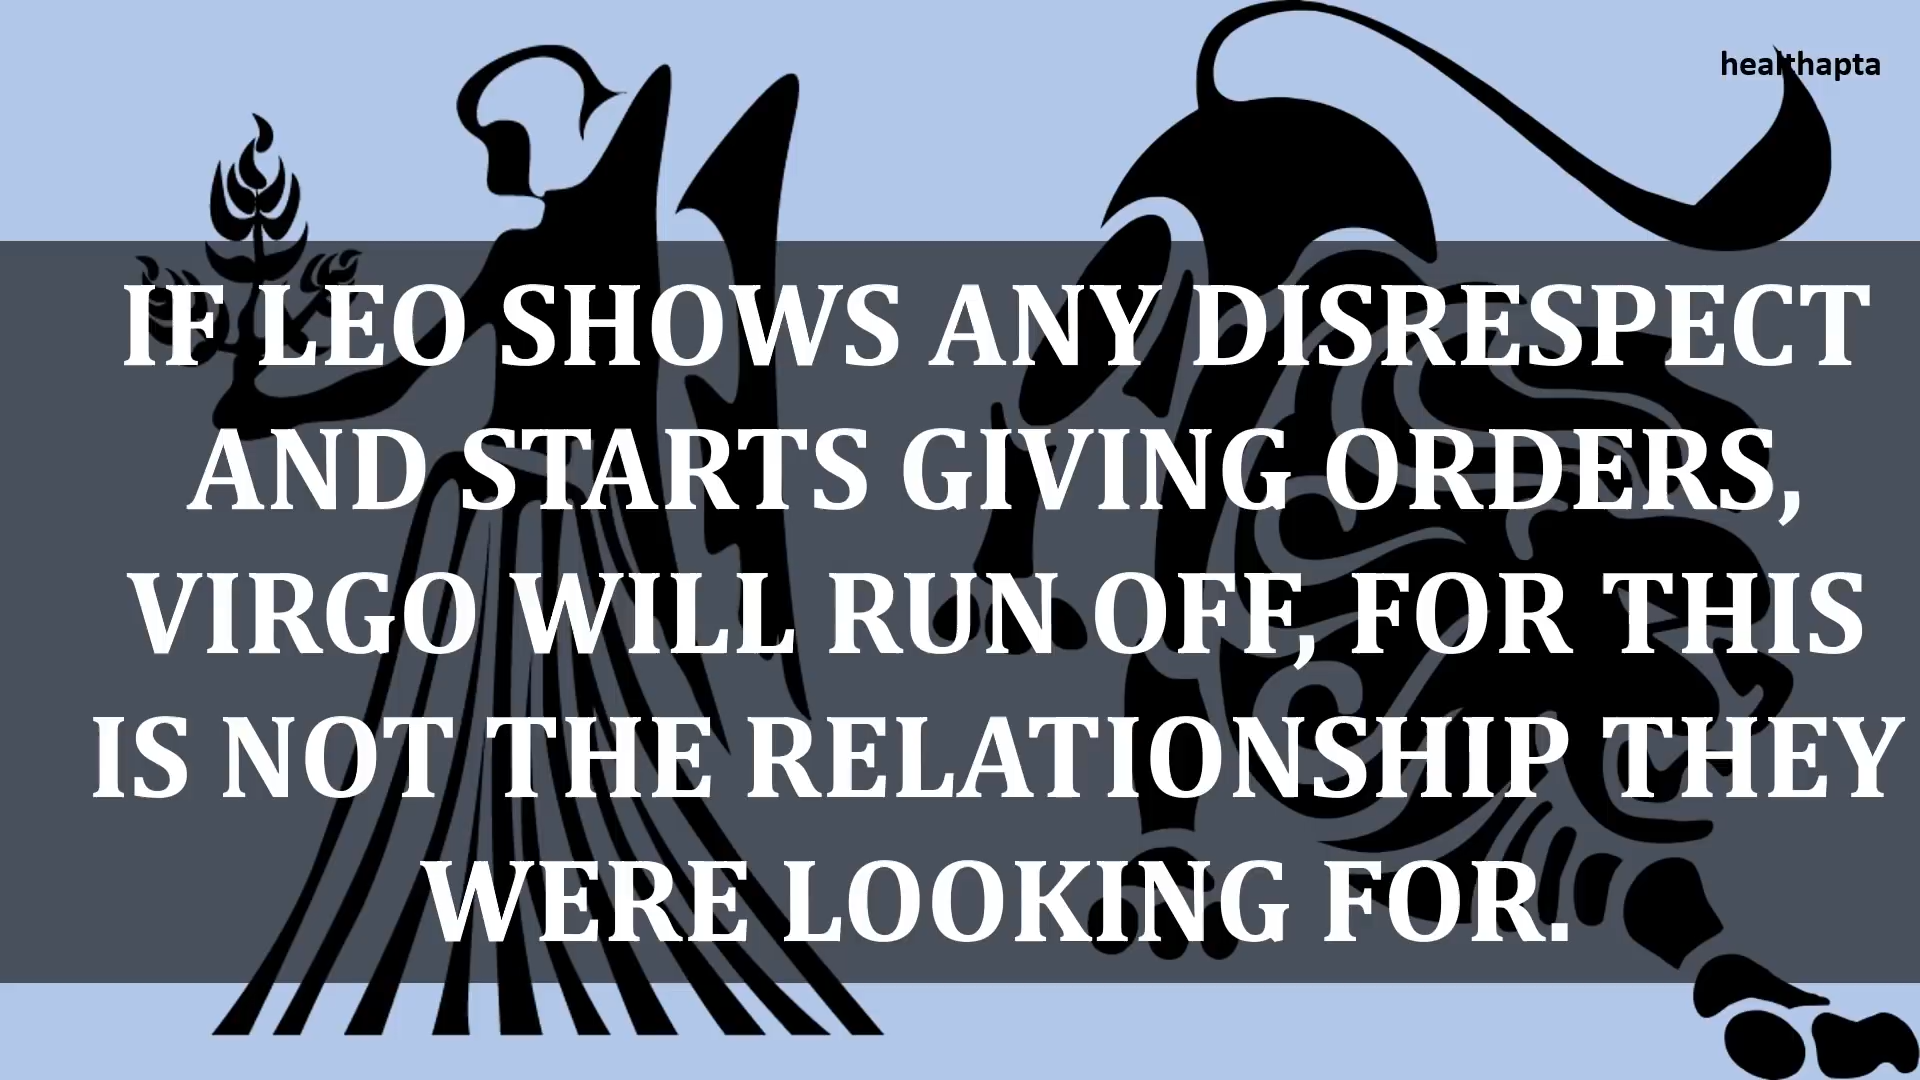 healthapta
IF LEO SHOWS ANY DISRESPECT
AND STARTS GIVING ORDERS,
VIRGO WILL RUN OFF, FOR THIS
IS NOT THE RELATIONSHIP THEY
WERE LOOKING FOR.